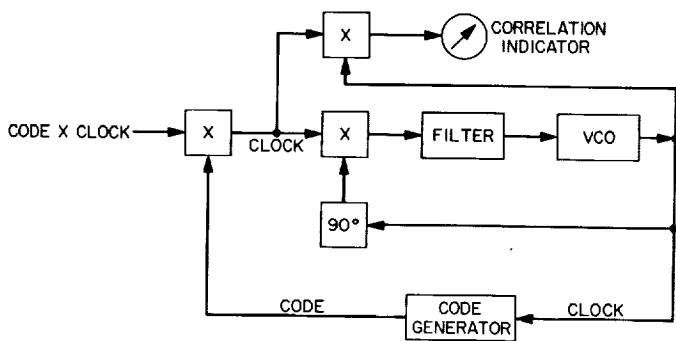 X
CORRELATION
INDICATOR
CODE X CLOCK
X
CLOCK
X
FILTER
VCO
90°
CODE
CODE
GENERATOR
CLOCK